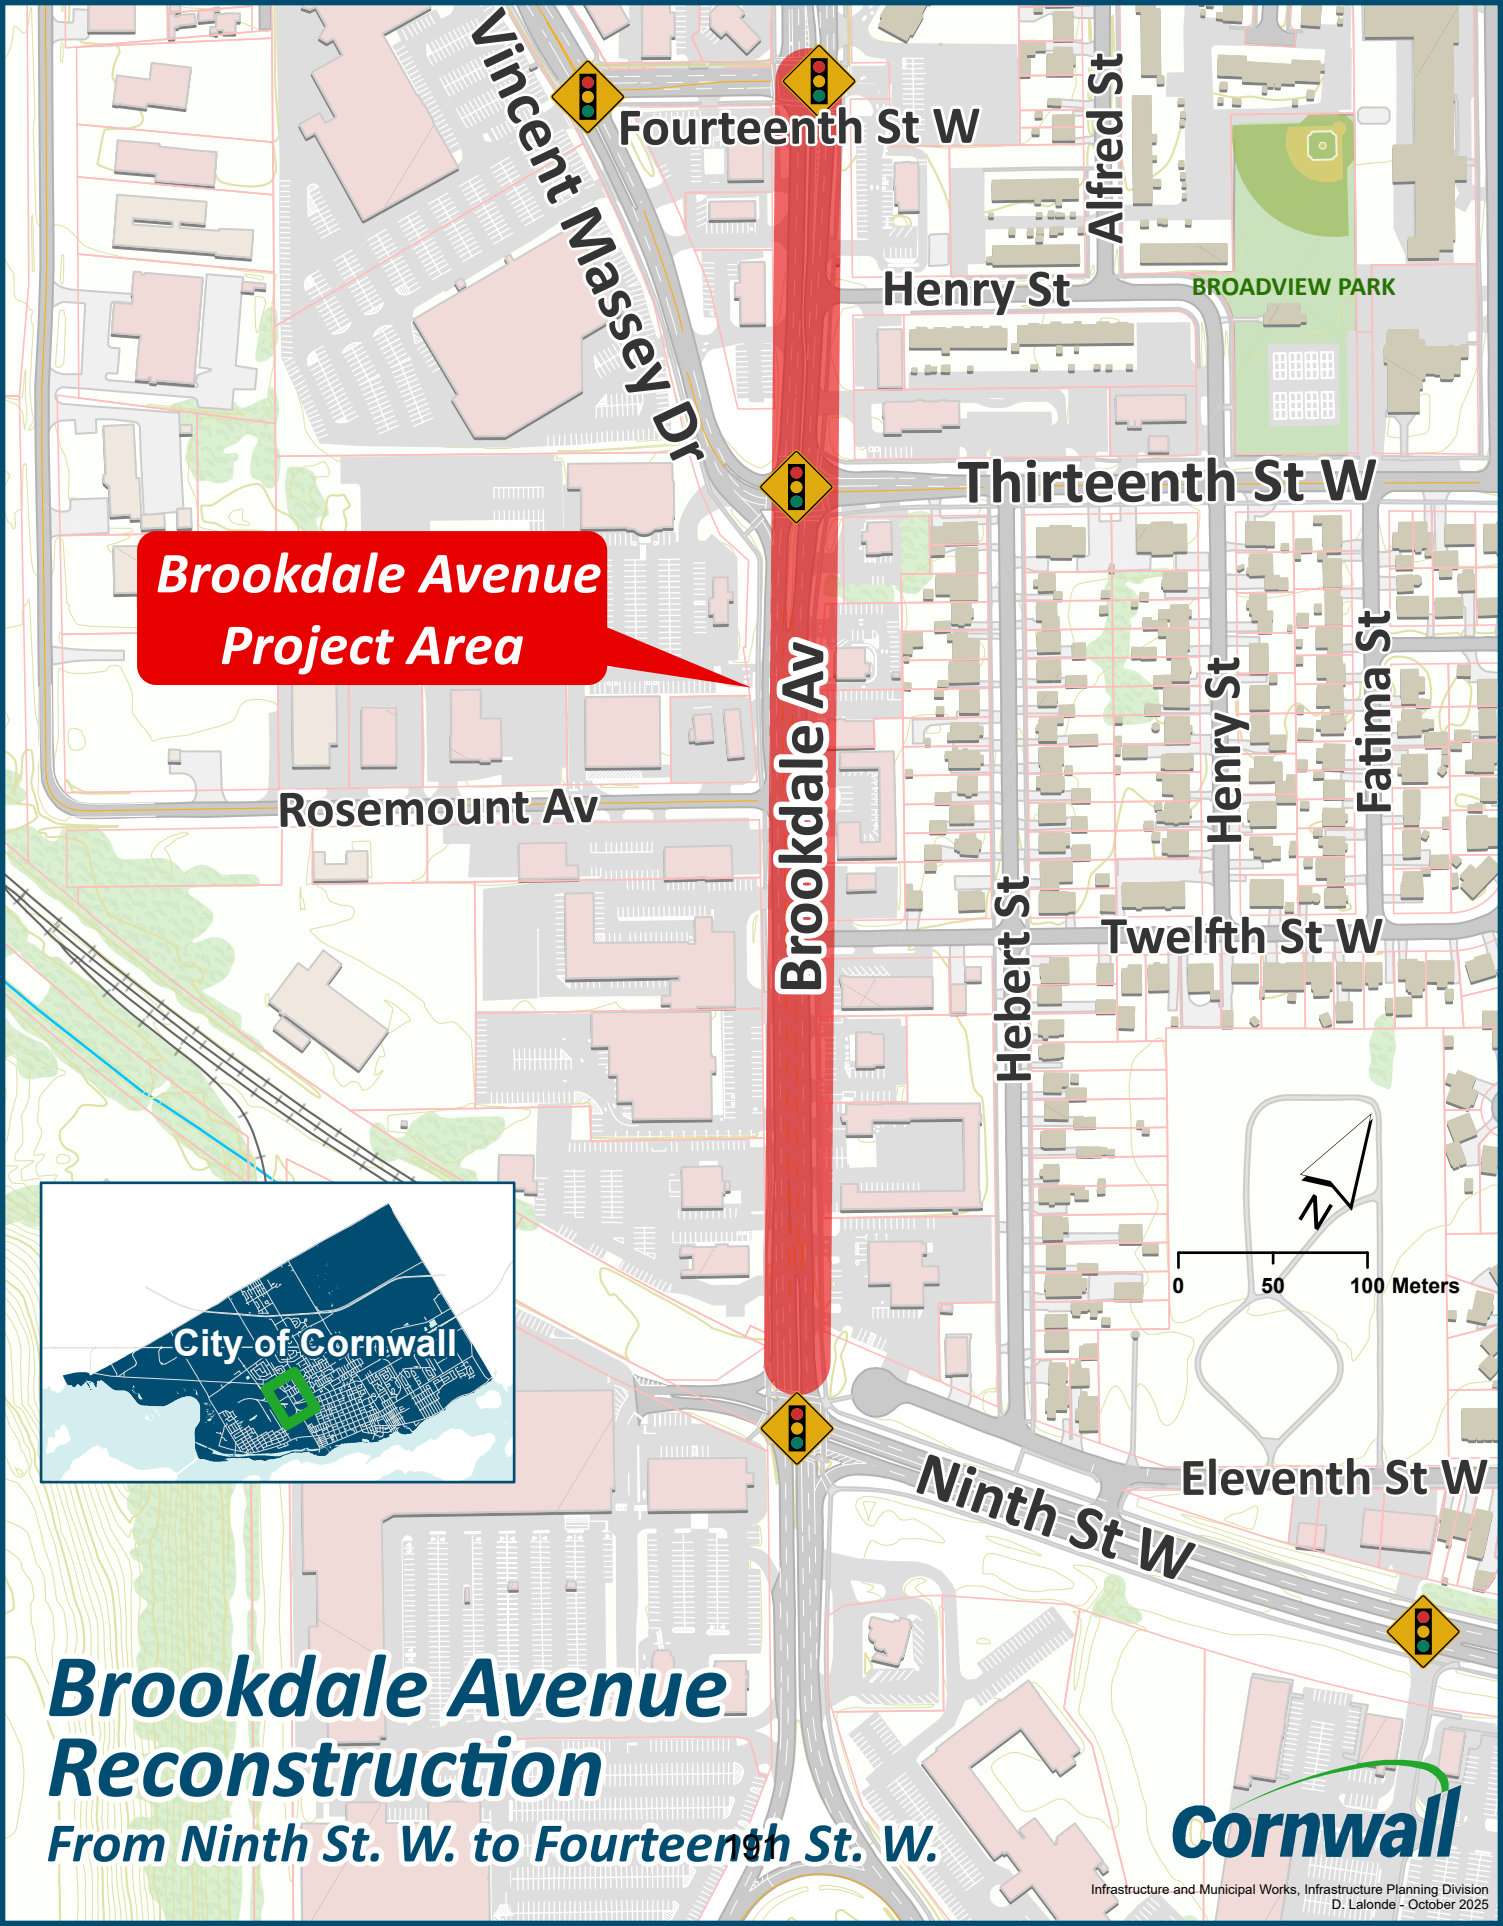 Vincent Massey Dr
Fourteenth St W
Alfred St
Henry St
BROADVIEW PARK
Thirteenth St W
Brookdale Avenue
Project Area
Brookdale Av
Henry St
Fatima St
Rosemount Av
Hebert St
Twelfth St W
N
0 50 100 Meters
City of Cornwall
Ninth St W
Eleventh St W
Brookdale Avenue
Reconstruction
From Ninth St. W. to Fourteenth St. W.
191
Cornwall
Infrastructure and Municipal Works, Infrastructure Planning Division
D. Lalonde - October 2025